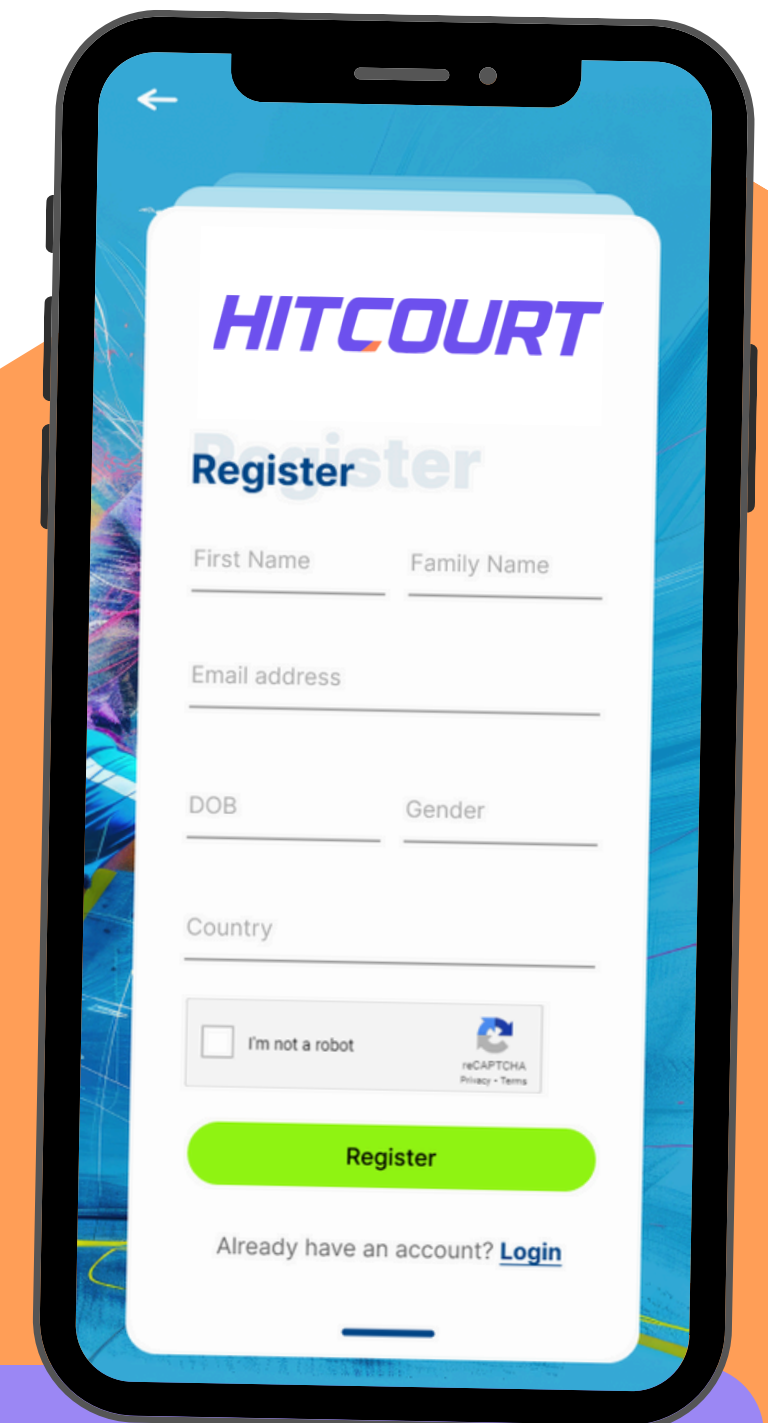 HITCOURT
Register
Register
First Name Family Name
Email address
DOB Gender
Country
I'm not a robot
reCAPTCHA
Privacy - Terms
Register
Already have an account? Login